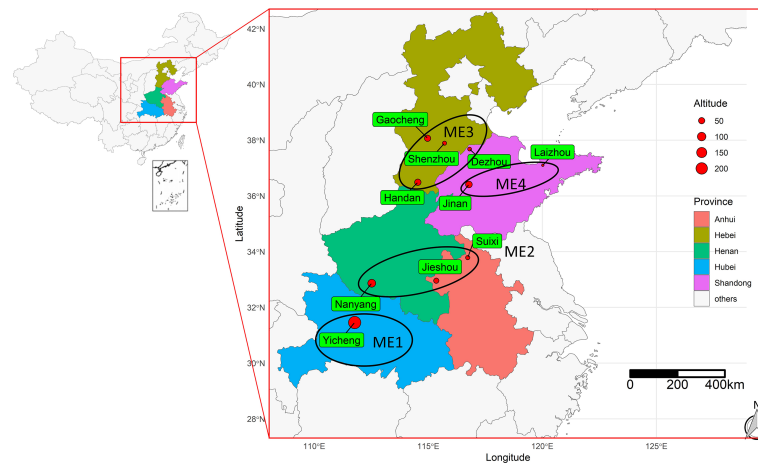 42°N
40°N
38°N
36°N
34°N
32°N
30°N
28°N
Latitude
110°E
115°E
120°E
125°E
Longitude
Gaocheng
ME3
Shenzhou
Dezhou
Laizhou
ME4
Handan
Jinan
Suixi
ME2
Jieshou
Nanyang
Yicheng
ME1
Altitude
50
100
150
200
Province
Anhui
Hebei
Henan
Hubei
Shandong
others
0 200 400km
N